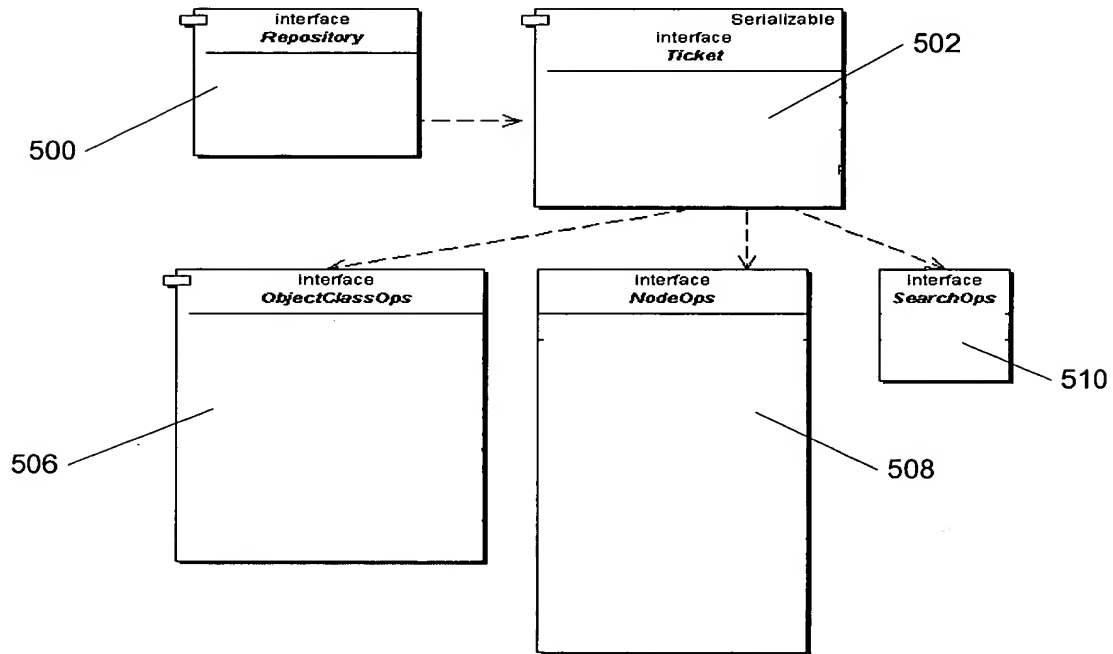 interface
Repository
500
Serializable
interface
Ticket
502
interface
ObjectClassOps
506
interface
NodeOps
508
interface
SearchOps
510